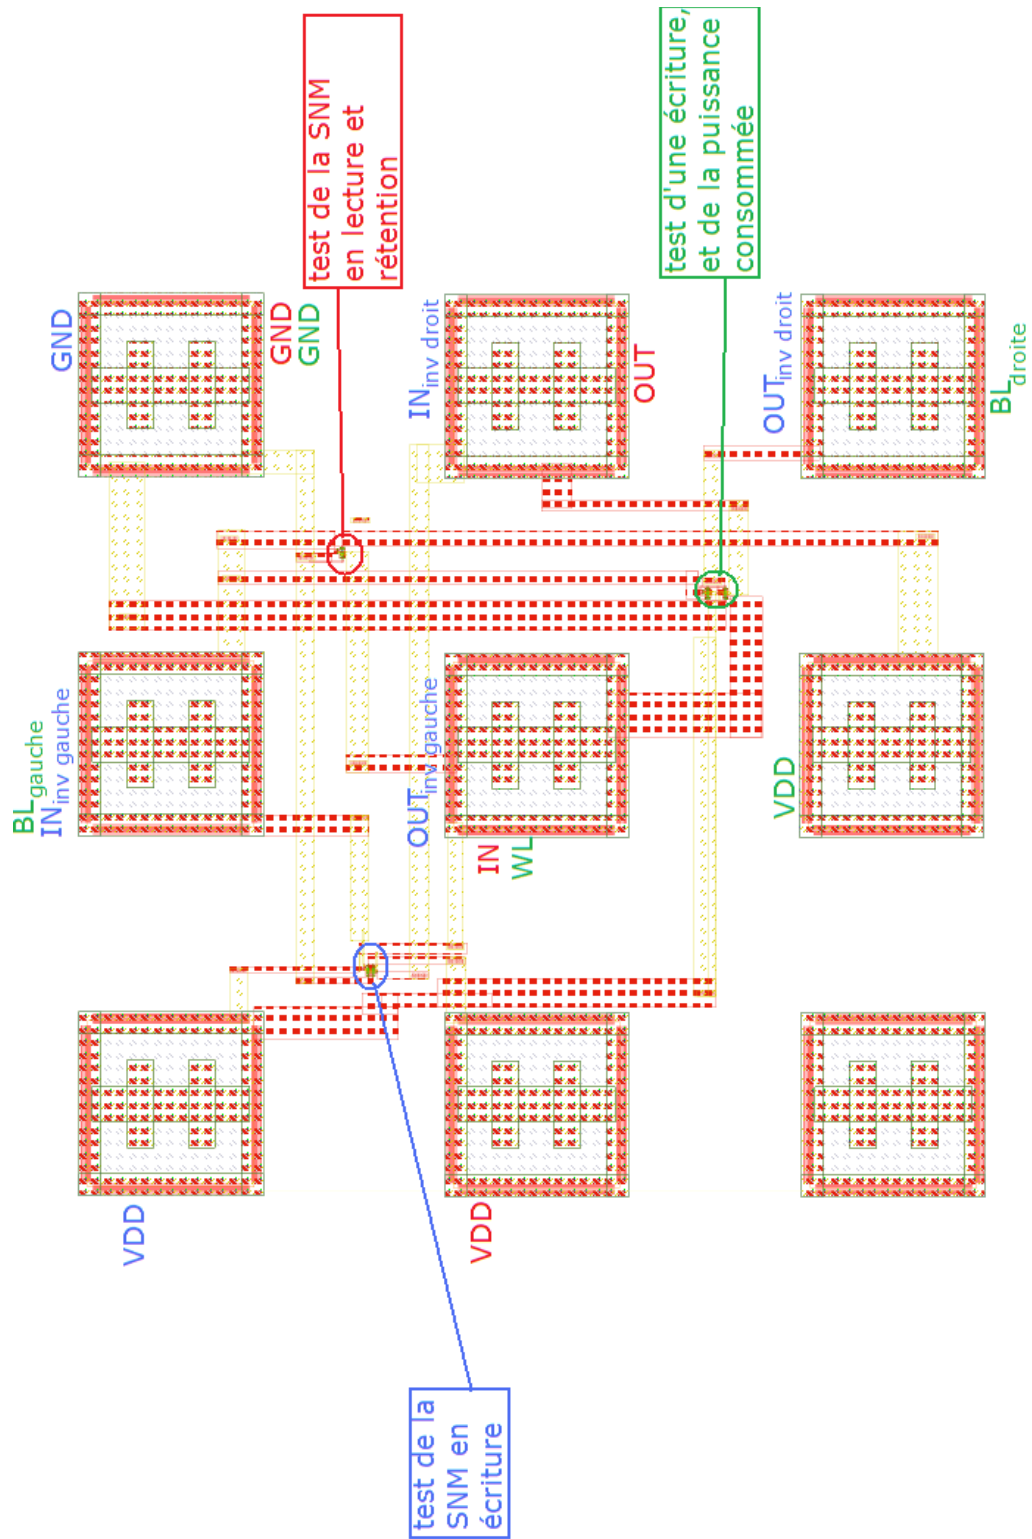 test de la SNM
en lecture et
rétention
test d'une écriture,
et de la puissance
consommée
GND
GND
GND
IN inv droit
OUT
OUT inv droit
BL droite
BL gauche
IN inv gauche
OUT inv gauche
IN
WL
VDD
VDD
VDD
test de la
SNM en
écriture